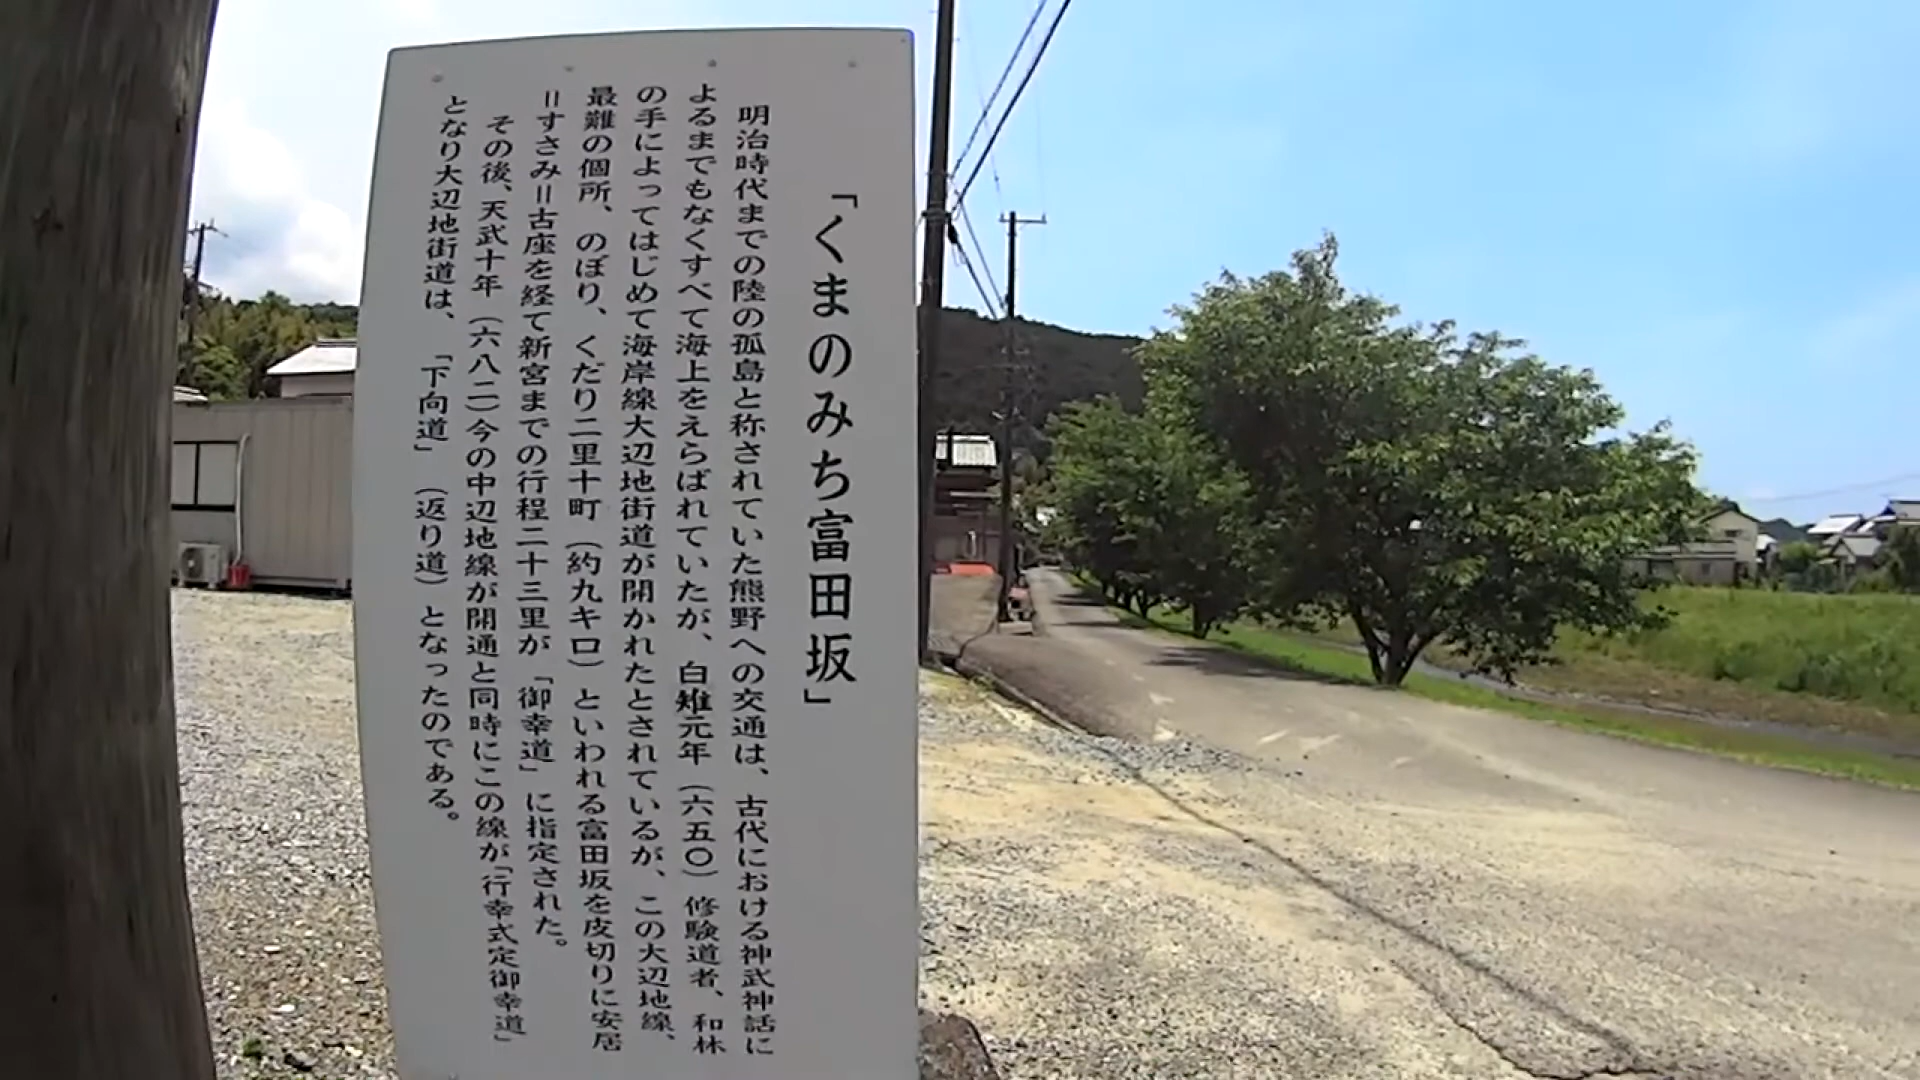 「くまのみち富田坂」
明治時代までの陸の孤島と称されていた熊野への交通は、古代における神武神話に
よるまでもなくすべて海上をえらばれていたが、白雉元年（六五〇）修験道者、和林
の手によってはじめて海岸線大辺地街道が開かれたとされているが、この大辺地線、
最難の個所、のぼり、くだり二里十町（約九キロ）といわれる富田坂を皮切りに安居
＝すさみ＝古座を経て新宮までの行程二十三里が「御幸道」に指定された。
その後、天武十年（六八二）今の中辺地線が開通と同時にこの線が「行幸式定御幸道」
となり大辺地街道は、「下向道」（返り道）となったのである。